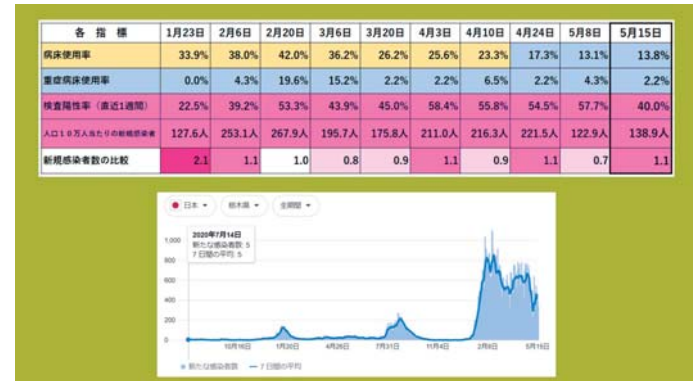 各 指 標 1月23日 2月6日 2月20日 3月6日 3月20日 4月3日 4月10日 4月24日 5月8日 5月15日
病床使用率 33.9% 38.0% 42.0% 36.2% 26.2% 25.6% 23.3% 17.3% 13.1% 13.8%
重症病床使用率 0.0% 4.3% 19.6% 15.2% 2.2% 2.2% 6.5% 2.2% 4.3% 2.2%
検査陽性率（直近1週間） 22.5% 39.2% 53.3% 43.9% 45.0% 58.4% 55.8% 54.5% 57.7% 40.0%
人口10万人当たりの新規感染者 127.6人 253.1人 267.9人 195.7人 175.8人 211.0人 216.3人 221.5人 122.9人 138.9人
新規感染者数の比較 2.1 1.1 1.0 0.8 0.9 1.1 0.9 1.1 0.7 1.1
日本 栃木県 全期間
2020年7月14日
新たな感染者数: 5
7 日間の平均: 5
1,000
800
600
400
200
0
10月16日 1月20日 4月26日 7月31日 11月4日 2月8日 5月15日
新たな感染者数 7 日間の平均